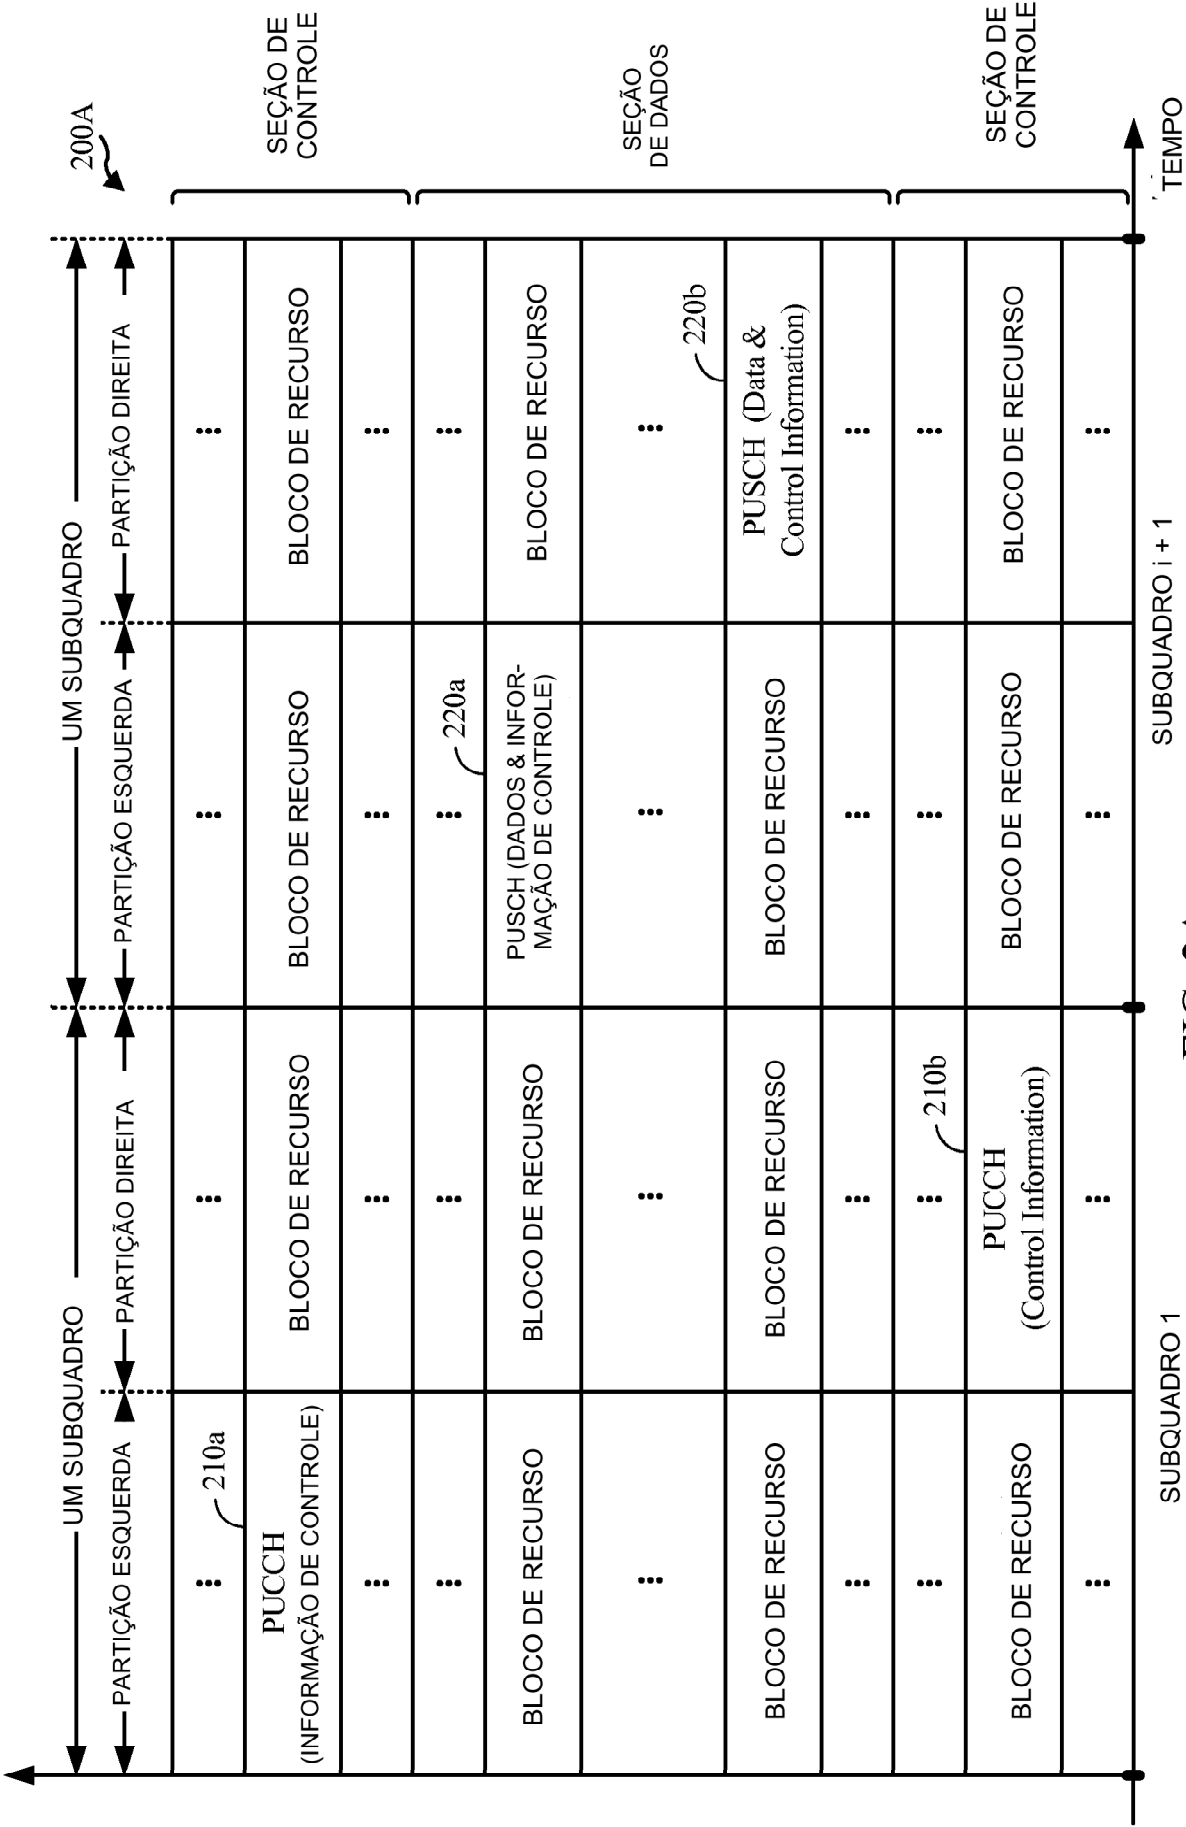 200A
UM SUBQUADRO
UM SUBQUADRO
PARTIÇÃO ESQUERDA
PARTIÇÃO DIREITA
PARTIÇÃO ESQUERDA
PARTIÇÃO DIREITA
...
210a
...
...
...
PUCCH
(INFORMAÇÃO DE CONTROLE)
BLOCO DE RECURSO
BLOCO DE RECURSO
BLOCO DE RECURSO
SEÇÃO DE
CONTROLE
...
...
...
...
...
...
...
220a
...
BLOCO DE RECURSO
BLOCO DE RECURSO
PUSCH (DADOS & INFOR-
MAÇÃO DE CONTROLE)
BLOCO DE RECURSO
SEÇÃO
DE DADOS
...
...
...
...
220b
BLOCO DE RECURSO
BLOCO DE RECURSO
BLOCO DE RECURSO
PUSCH (Data &
Control Information)
...
...
...
...
...
...
210b
...
...
BLOCO DE RECURSO
PUCCH
(Control Information)
BLOCO DE RECURSO
BLOCO DE RECURSO
SEÇÃO DE
CONTROLE
...
...
...
...
SUBQUADRO 1
SUBQUADRO i + 1
TEMPO